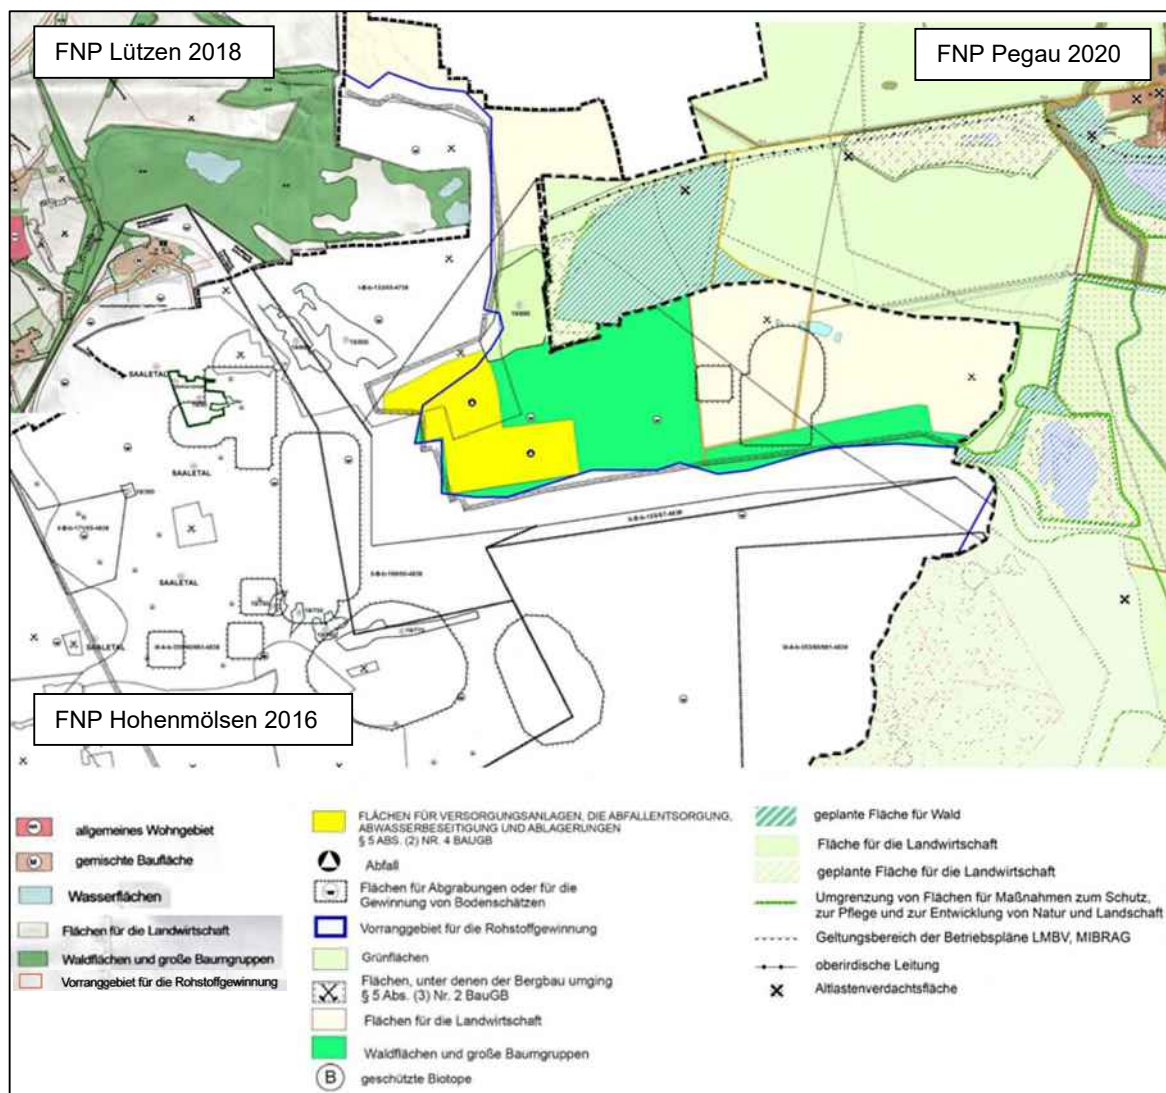 FNP Lützen 2018
FNP Pegau 2020
SAALETAL
SAALETAL
SAALETAL
SAALETAL
FNP Hohenmölsen 2016
allgemeines Wohngebiet
gemischte Baufläche
Wasserflächen
Flächen für die Landwirtschaft
Waldflächen und große Baumgruppen
Vorranggebiet für die Rohstoffgewinnung
FLÄCHEN FÜR VERSORGUNGSANLAGEN, DIE ABFALLENTSORGUNG,
ABWASSERBESEITIGUNG UND ABLAGERUNGEN
§ 5 ABS. (2) NR. 4 BAUGB
Abfall
Flächen für Abgrabungen oder für die
Gewinnung von Bodenschätzen
Vorranggebiet für die Rohstoffgewinnung
Grünflächen
Flächen, unter denen der Bergbau umging
§ 5 Abs. (3) Nr. 2 BauGB
Flächen für die Landwirtschaft
Waldflächen und große Baumgruppen
B
geschützte Biotope
geplante Fläche für Wald
Fläche für die Landwirtschaft
geplante Fläche für die Landwirtschaft
Umgrenzung von Flächen für Maßnahmen zum Schutz,
zur Pflege und zur Entwicklung von Natur und Landschaft
Geltungsbereich der Betriebspläne LMBV, MIBRAG
oberirdische Leitung
Altlastenverdachtsfläche